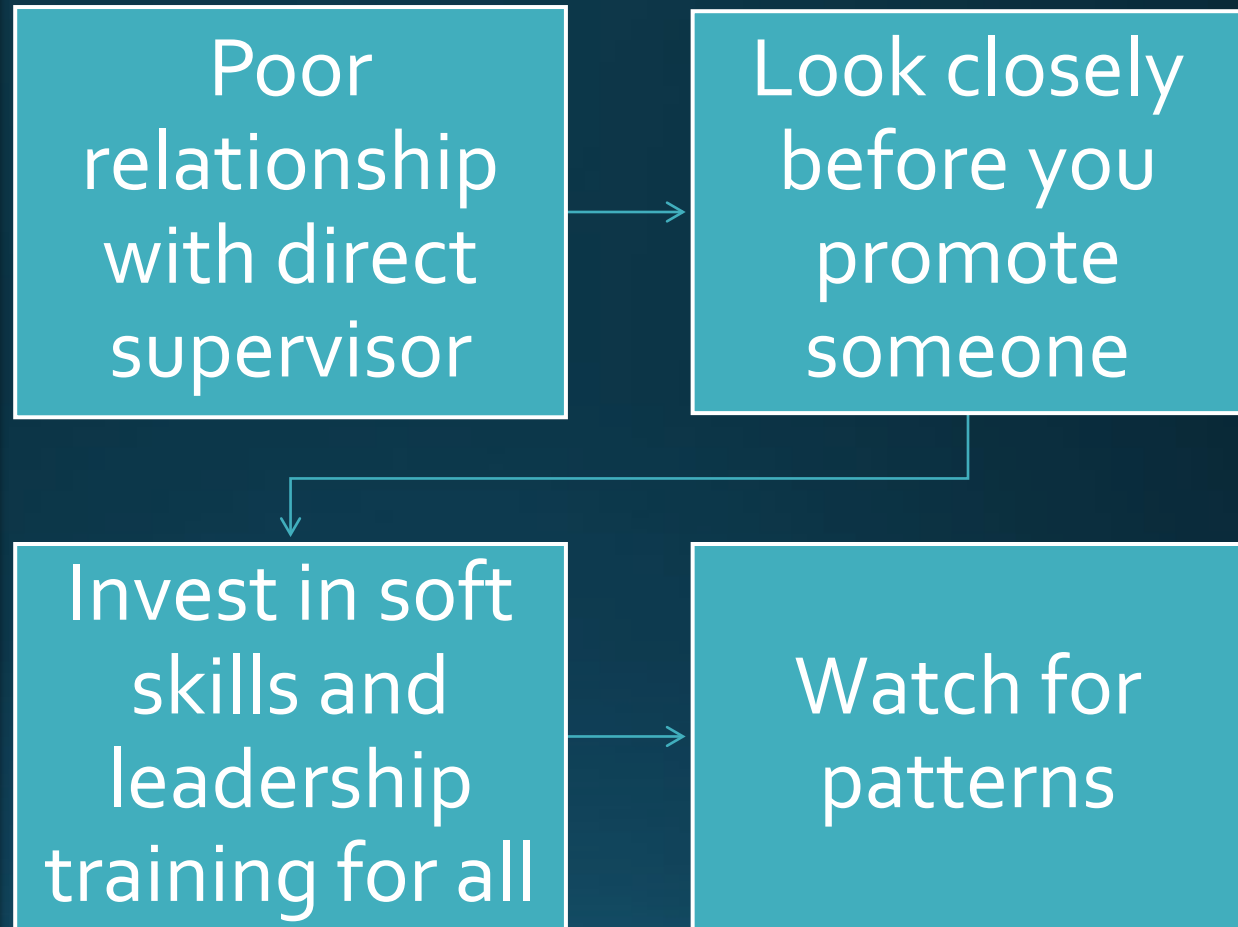 Poor
relationship
with direct
supervisor
Look closely
before you
promote
someone
Invest in soft
skills and
leadership
training for all
Watch for
patterns